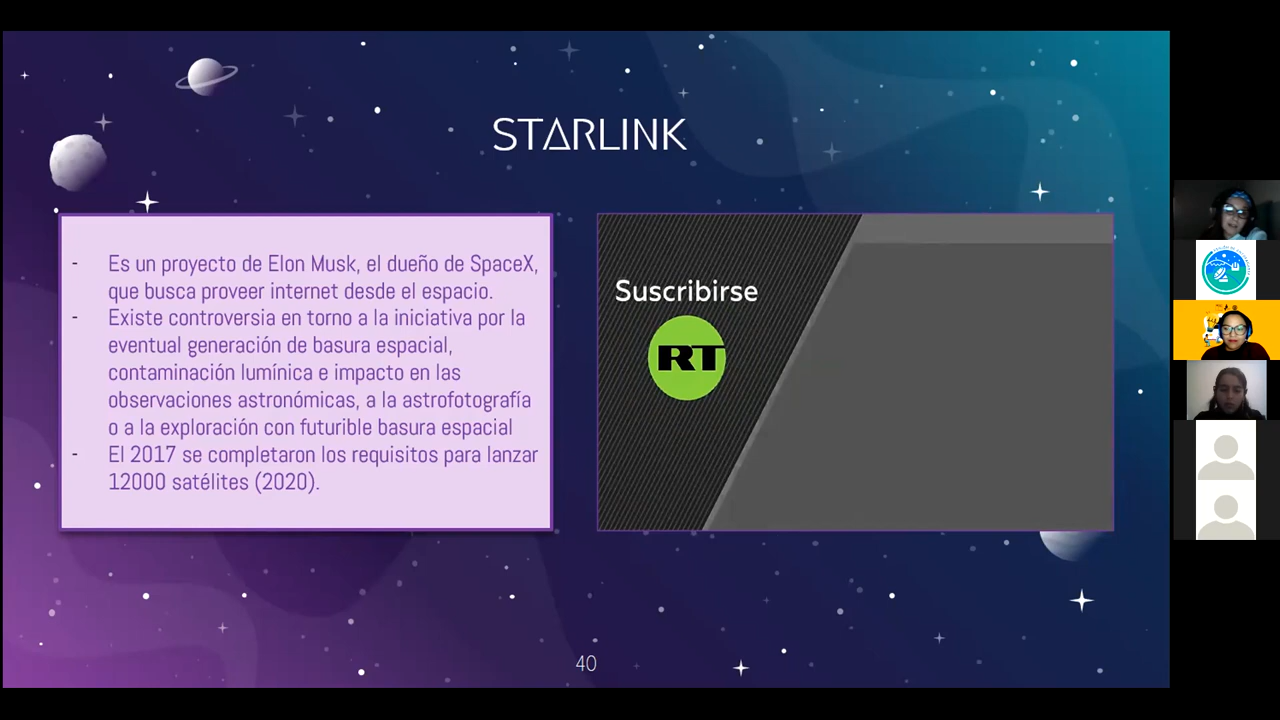 STARLINK
- Es un proyecto de Elon Musk, el dueño de SpaceX,
que busca proveer internet desde el espacio.
- Existe controversia en torno a la iniciativa por la
eventual generación de basura espacial,
contaminación lumínica e impacto en las
observaciones astronómicas, a la astrofotografía
o a la exploración con futurible basura espacial
- El 2017 se completaron los requisitos para lanzar
12000 satélites (2020).
Suscribirse
RT
40